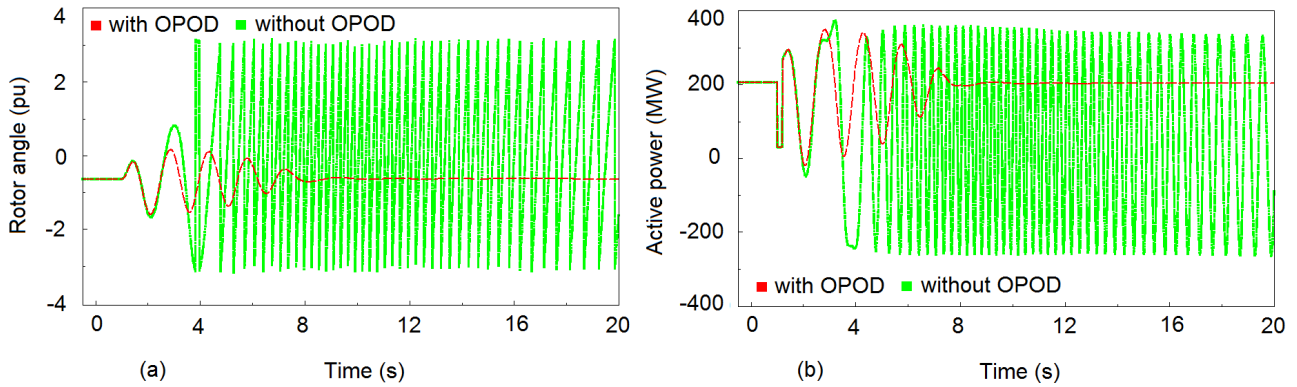 with OPOD without OPOD
Rotor angle (pu)
4
2
0
-2
-4
0 4 8 12 16 20
(a) Time (s)
Active power (MW)
400
200
0
-200
-400
with OPOD without OPOD
0 4 8 12 16 20
(b) Time (s)